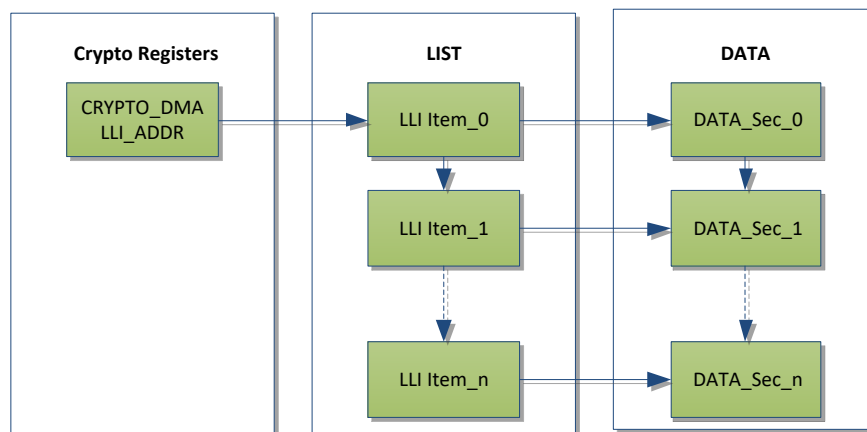 Crypto Registers
LIST
DATA
CRYPTO_DMA
LLI_ADDR
LLI Item_0
DATA_Sec_0
LLI Item_1
DATA_Sec_1
LLI Item_n
DATA_Sec_n